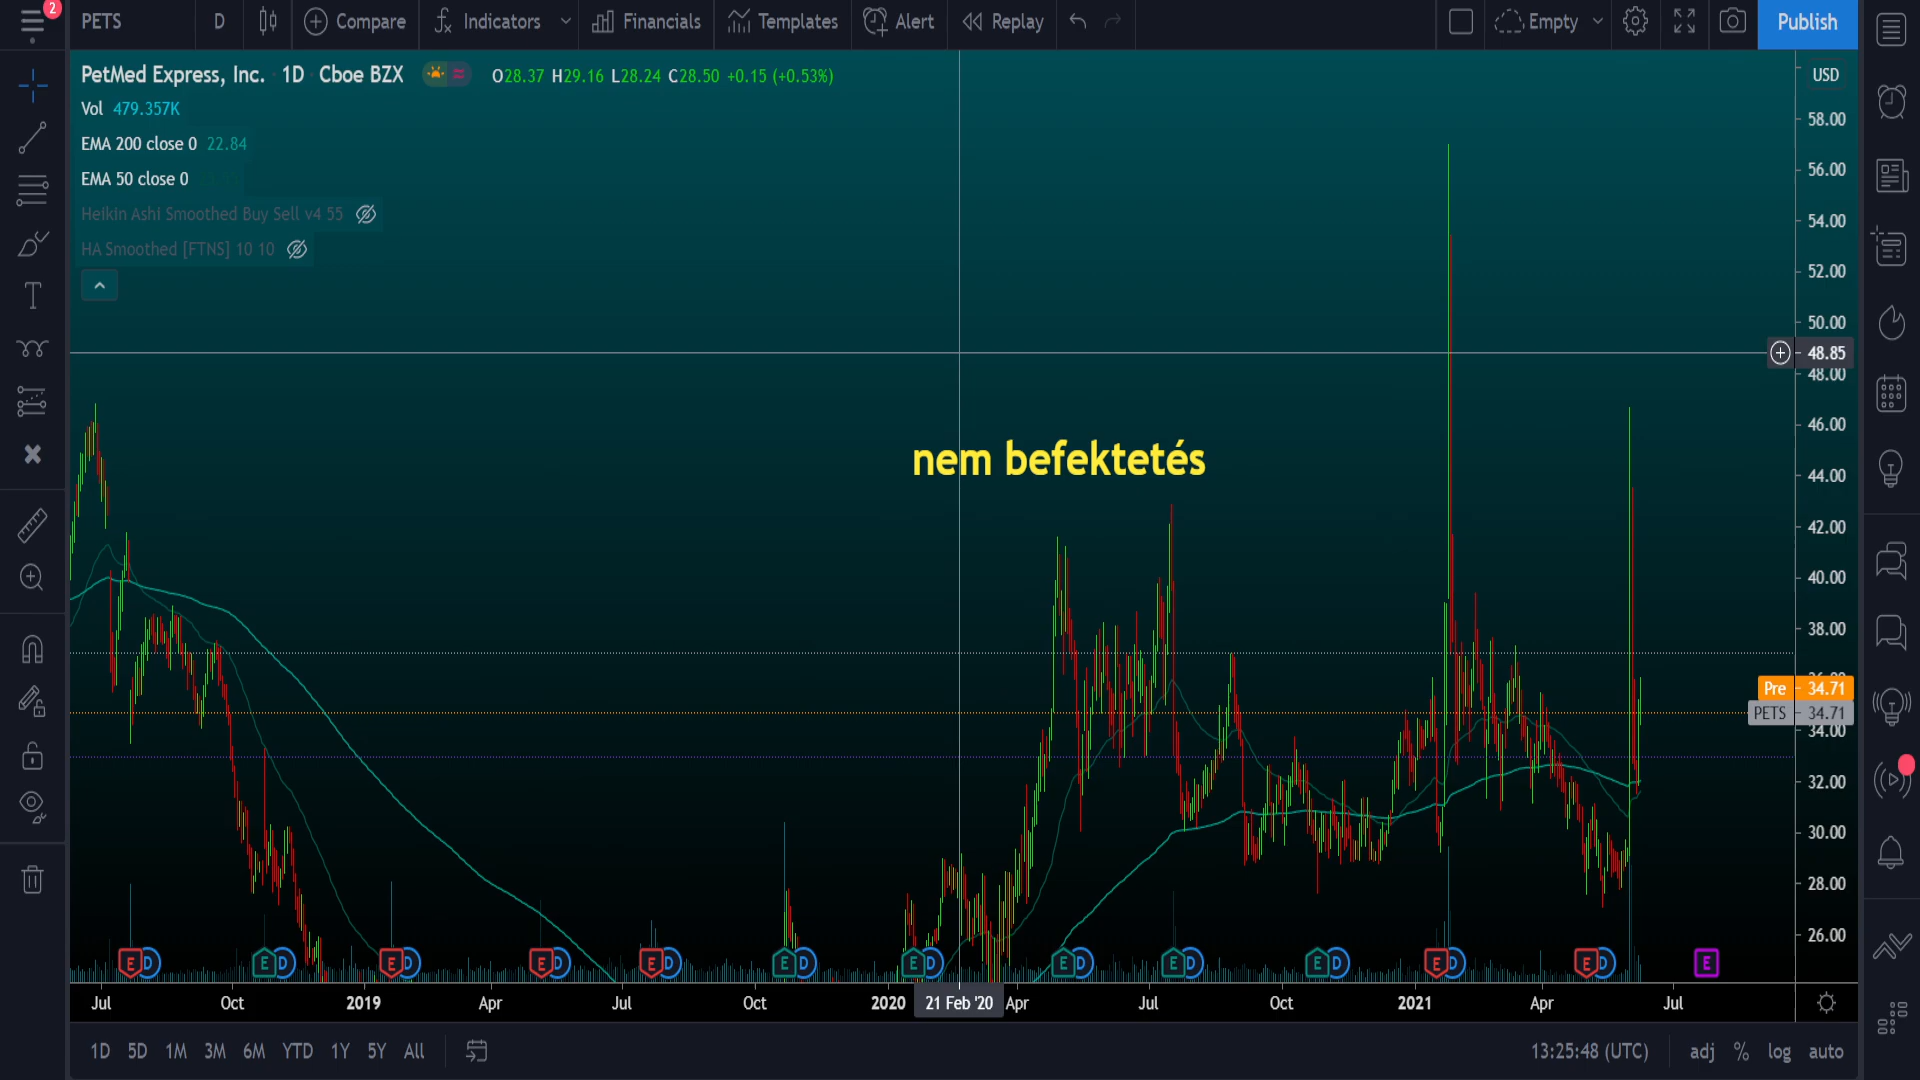 2
PETS D Compare Indicators Financials Templates Alert Replay Empty Publish
PetMed Express, Inc. 1D Cboe BZX O28.37 H29.16 L28.24 C28.50 +0.15 (+0.53%)
USD
Vol 479.357K
EMA 200 close 0 22.84
EMA 50 close 0
Heikin Ashi Smoothed Buy Sell v4 55
HA Smoothed [FTNS] 10 10
58.00
56.00
54.00
52.00
50.00
48.85
48.00
46.00
nem befektetés
44.00
42.00
40.00
38.00
Pre 34.71
PETS 34.71
34.00
32.00
30.00
28.00
26.00
E D E D E D E D E D E D E D E D E D E D E D E D E
Jul Oct 2019 Apr Jul Oct 2020 21 Feb '20 Apr Jul Oct 2021 Apr Jul
1D 5D 1M 3M 6M YTD 1Y 5Y All 13:25:48 (UTC) adj % log auto